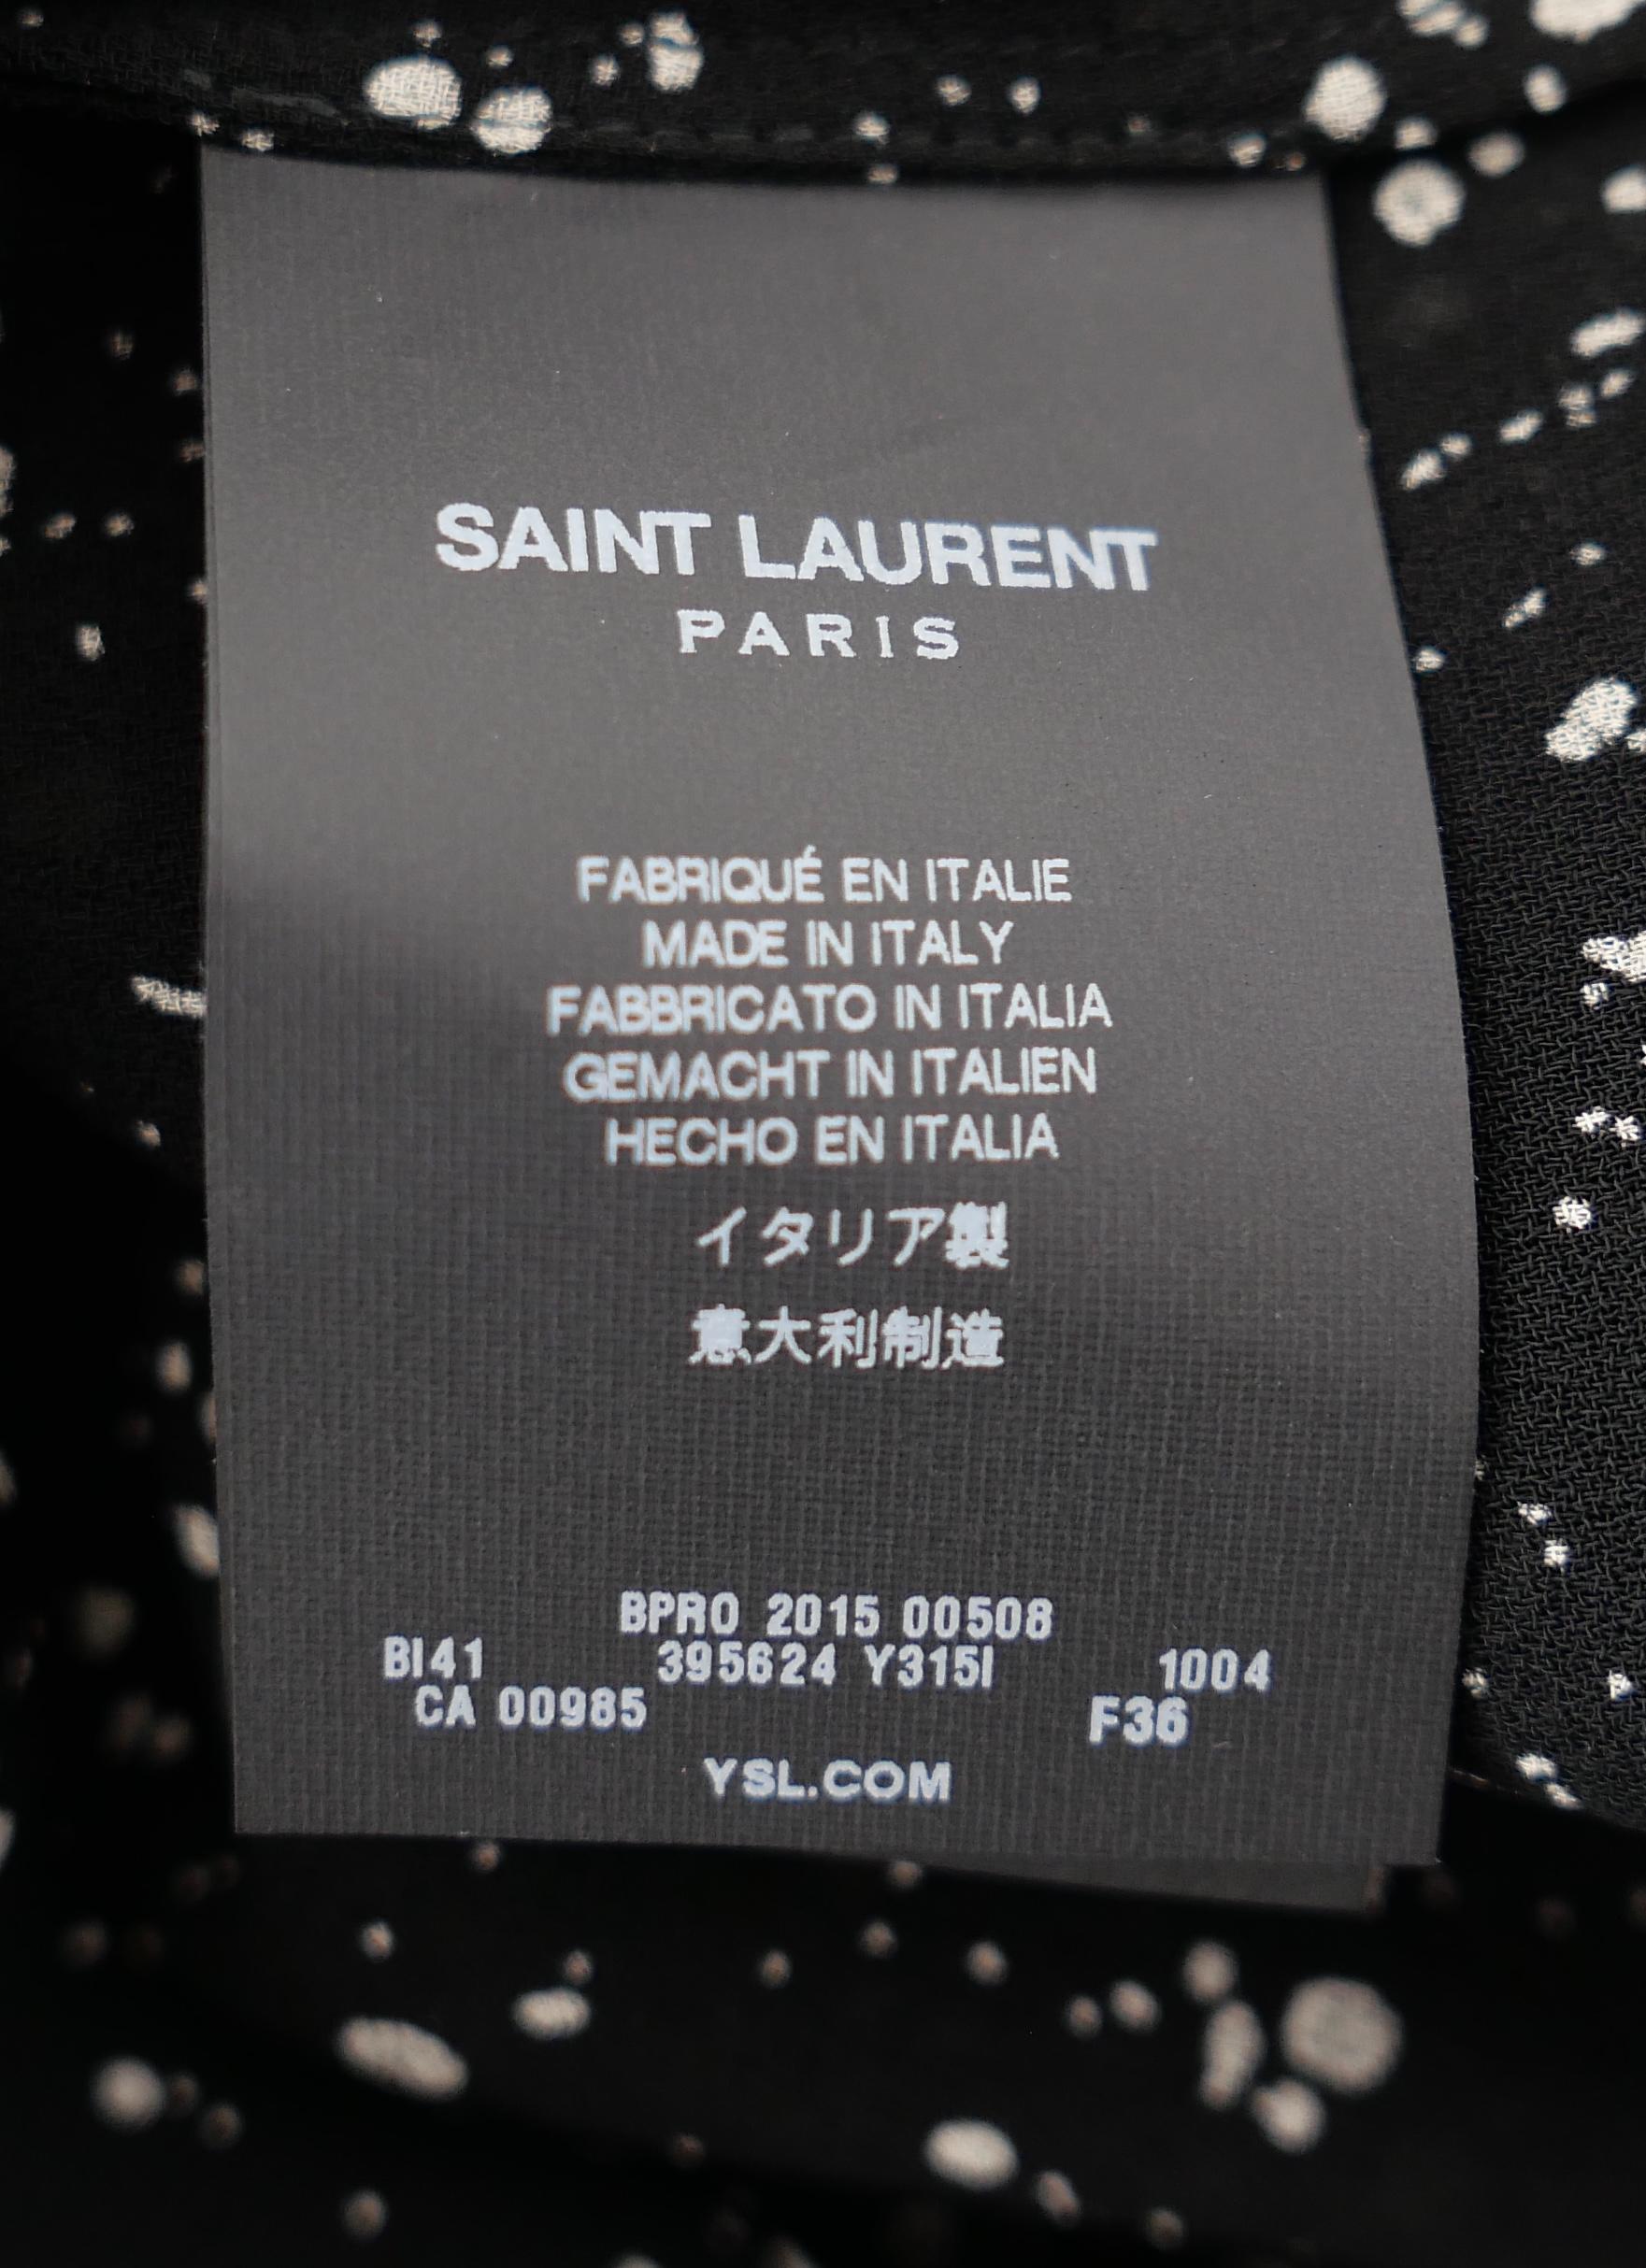 SAINT LAURENT
PARIS
FABRIQUÉ EN ITALIE
MADE IN ITALY
FABBRICATO IN ITALIA
GEMACHT IN ITALIEN
HECHO EN ITALIA
イタリア製
意大利制造
BPRO 2015 00508
BI41 395624 Y315I 1004
CA 00985 F36
YSL.COM